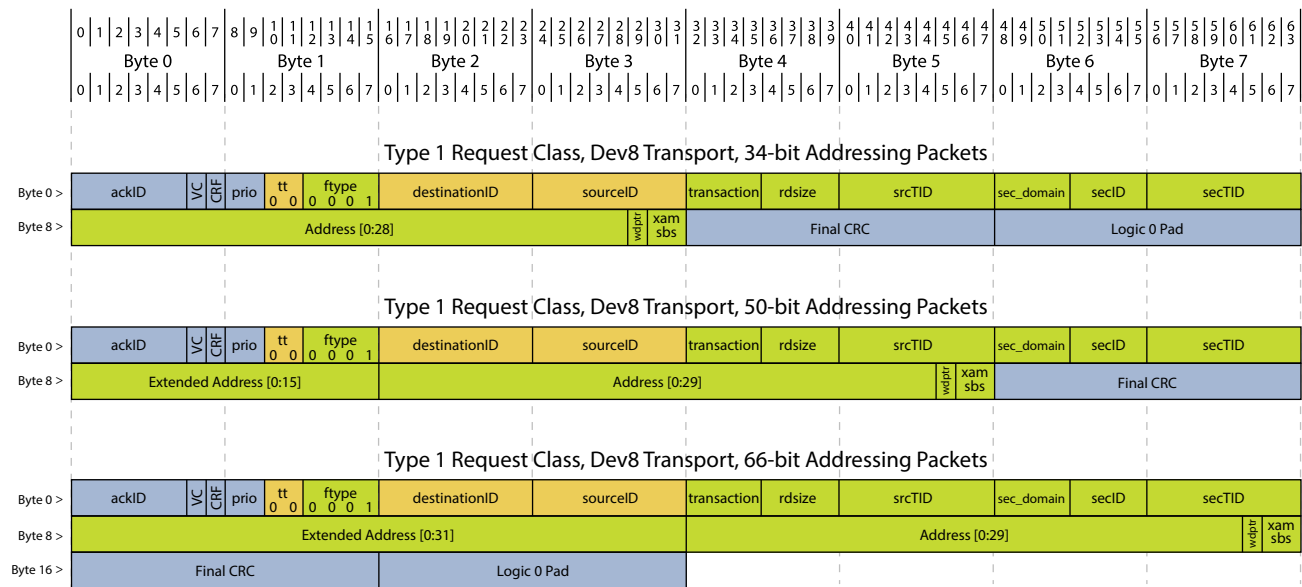 0 1 2 3 4 5 6 7 8 9 10 11 12 13 14 15 16 17 18 19 20 21 22 23 24 25 26 27 28 29 30 31 32 33 34 35 36 37 38 39 40 41 42 43 44 45 46 47 48 49 50 51 52 53 54 55 56 57 58 59 60 61 62 63
Byte 0 Byte 1 Byte 2 Byte 3 Byte 4 Byte 5 Byte 6 Byte 7
0 1 2 3 4 5 6 7 0 1 2 3 4 5 6 7 0 1 2 3 4 5 6 7 0 1 2 3 4 5 6 7 0 1 2 3 4 5 6 7 0 1 2 3 4 5 6 7 0 1 2 3 4 5 6 7 0 1 2 3 4 5 6 7
Type 1 Request Class, Dev8 Transport, 34-bit Addressing Packets
Byte 0 > ackID VC CRF prio tt 0 0 ftype 0 0 0 1 destinationID sourceID transaction rdsize srcTID sec_domain secID secTID
Byte 8 > Address [0:28] wdptr xam sbs Final CRC Logic 0 Pad
Type 1 Request Class, Dev8 Transport, 50-bit Addressing Packets
Byte 0 > ackID VC CRF prio tt 0 0 ftype 0 0 0 1 destinationID sourceID transaction rdsize srcTID sec_domain secID secTID
Byte 8 > Extended Address [0:15] Address [0:29] wdptr xam sbs Final CRC
Type 1 Request Class, Dev8 Transport, 66-bit Addressing Packets
Byte 0 > ackID VC CRF prio tt 0 0 ftype 0 0 0 1 destinationID sourceID transaction rdsize srcTID sec_domain secID secTID
Byte 8 > Extended Address [0:31] Address [0:29] wdptr xam sbs
Byte 16 > Final CRC Logic 0 Pad